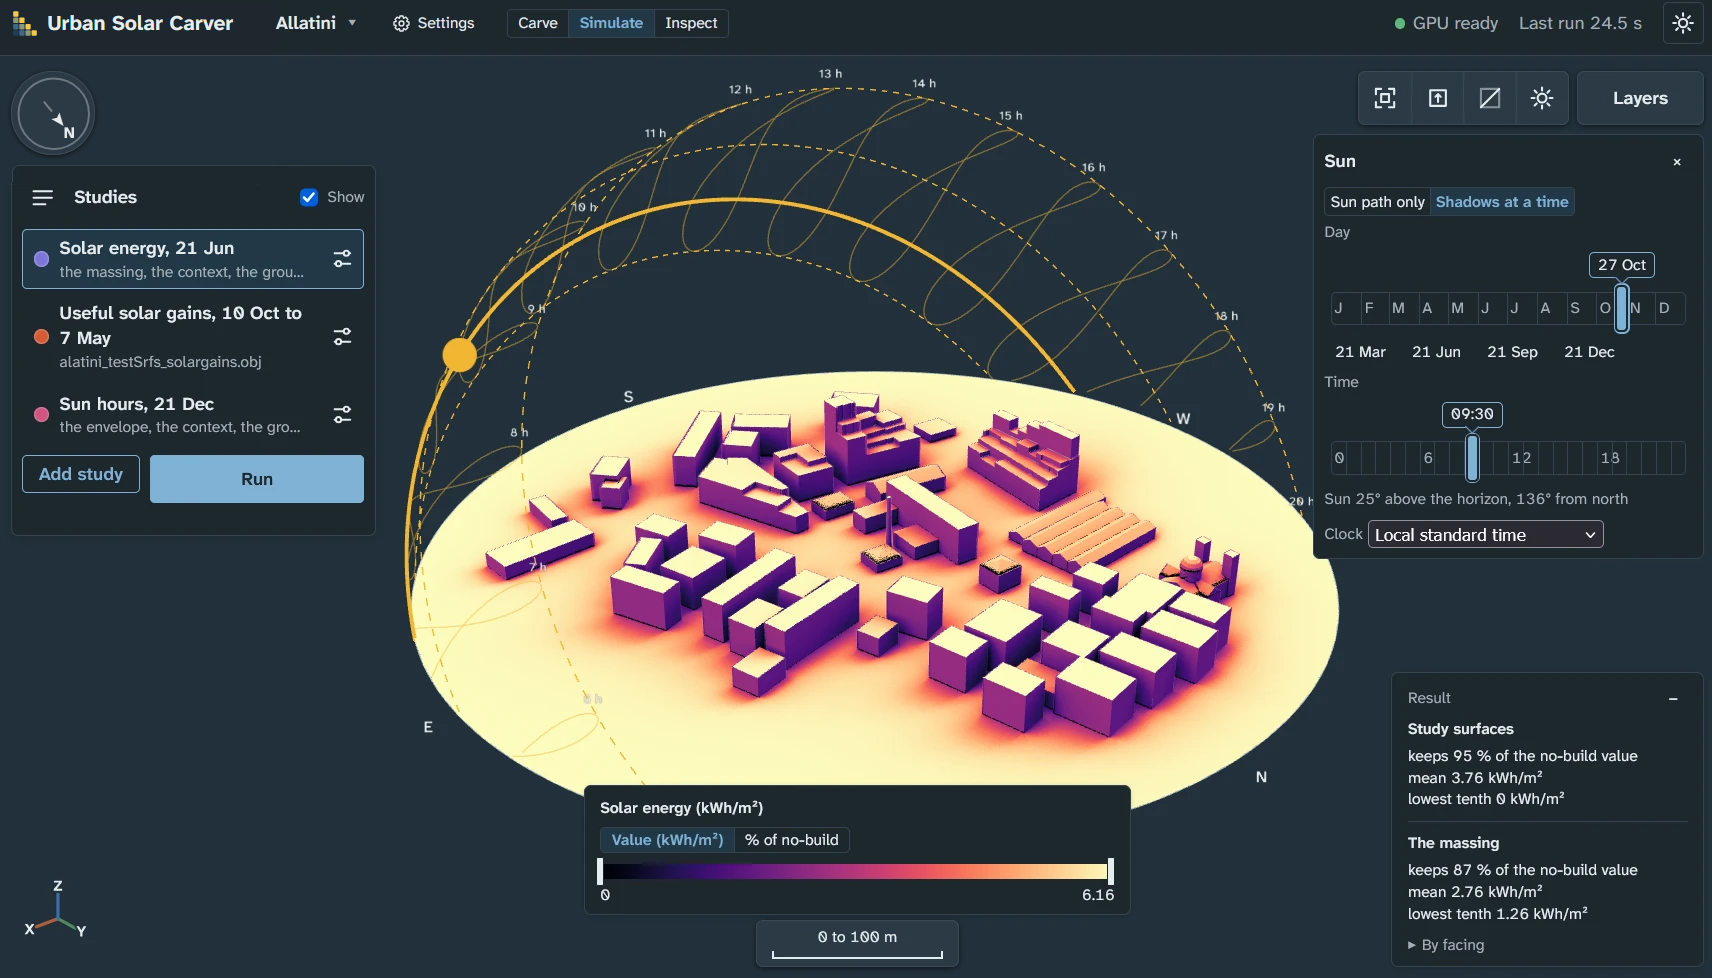 Urban Solar Carver
Allatini
Settings
Carve
Simulate
Inspect
GPU ready
Last run 24.5 s
N
Layers
Studies
Show
Solar energy, 21 Jun
the massing, the context, the grou...
Useful solar gains, 10 Oct to
7 May
alatini_testSrfs_solargains.obj
Sun hours, 21 Dec
the envelope, the context, the gro...
Add study
Run
6 h
7 h
8 h
9 h
10 h
11 h
12 h
13 h
14 h
15 h
16 h
17 h
18 h
19 h
20 h
S
W
E
N
Sun
×
Sun path only
Shadows at a time
Day
27 Oct
J F M A M J J A S O N D
21 Mar 21 Jun 21 Sep 21 Dec
Time
09:30
0 6 12 18
Sun 25° above the horizon, 136° from north
Clock Local standard time
Result
Study surfaces
keeps 95 % of the no-build value
mean 3.76 kWh/m²
lowest tenth 0 kWh/m²
The massing
keeps 87 % of the no-build value
mean 2.76 kWh/m²
lowest tenth 1.26 kWh/m²
By facing
Solar energy (kWh/m²)
Value (kWh/m²)
% of no-build
0 6.16
0 to 100 m
Z
X
Y